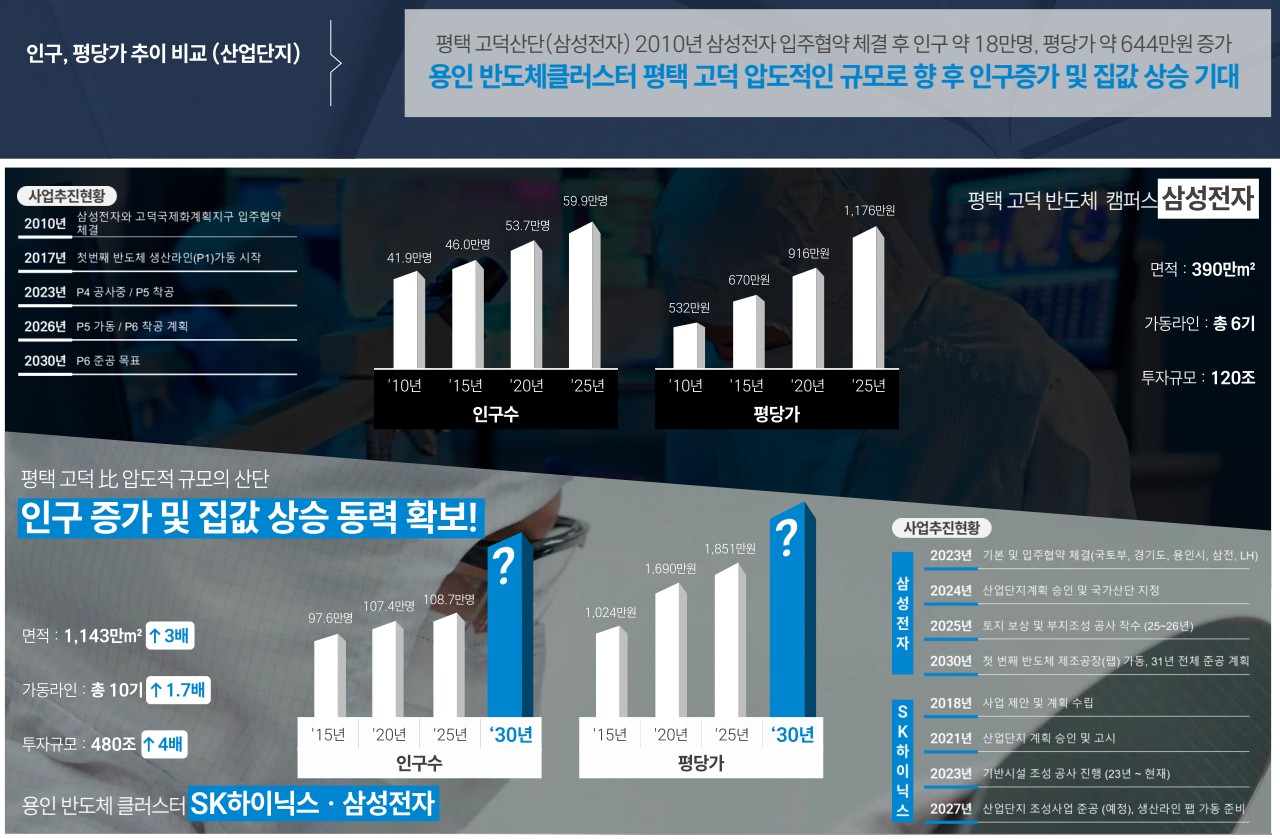 인구, 평당가 추이 비교 (산업단지)
평택 고덕산단(삼성전자) 2010년 삼성전자 입주협약 체결 후 인구 약 18만명, 평당가 약 644만원 증가
용인 반도체클러스터 평택 고덕 압도적인 규모로 향 후 인구증가 및 집값 상승 기대
사업추진현황
2010년 삼성전자와 고덕국제화계획지구 입주협약
체결
2017년 첫번째 반도체 생산라인(P1)가동 시작
2023년 P4 공사중 / P5 착공
2026년 P5 가동 / P6 착공 계획
2030년 P6 준공 목표
41.9만명 46.0만명 53.7만명 59.9만명
'10년 '15년 '20년 '25년
인구수
532만원 670만원 916만원 1,176만원
'10년 '15년 '20년 '25년
평당가
평택 고덕 반도체 캠퍼스 삼성전자
면적 : 390만m²
가동라인 : 총 6기
투자규모 : 120조
평택 고덕 比 압도적 규모의 산단
인구 증가 및 집값 상승 동력 확보!
면적 : 1,143만m² ↑3배
가동라인 : 총 10기 ↑1.7배
투자규모 : 480조 ↑4배
97.6만명 107.4만명 108.7만명 ?
'15년 '20년 '25년 ‘30년
인구수
1,024만원 1,690만원 1,851만원 ?
'15년 '20년 '25년 ‘30년
평당가
용인 반도체 클러스터 SK하이닉스 · 삼성전자
사업추진현황
삼성전자
2023년 기본 및 입주협약 체결(국토부, 경기도, 용인시, 삼전, LH)
2024년 산업단지계획 승인 및 국가산단 지정
2025년 토지 보상 및 부지조성 공사 착수 (25~26년)
2030년 첫 번째 반도체 제조공장(팹) 가동, 31년 전체 준공 계획
SK하이닉스
2018년 사업 제안 및 계획 수립
2021년 산업단지 계획 승인 및 고시
2023년 기반시설 조성 공사 진행 (23년 ~ 현재)
2027년 산업단지 조성사업 준공 (예정), 생산라인 팹 가동 준비